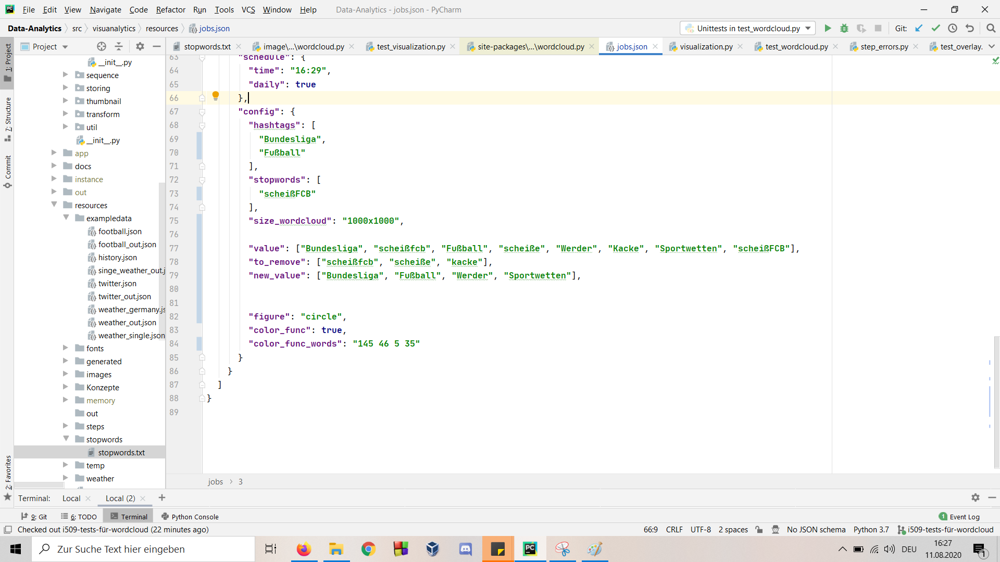 File Edit View Navigate Code Refactor Run Tools VCS Window Help Data-Analytics - jobs.json - PyCharm
Data-Analytics src visuanalytics resources jobs.json Unittests in test_wordcloud.py Git:
1: Project
7: Structure
Commit
2: Favorites
Project
__init__.py
sequence
storing
thumbnail
transform
util
__init__.py
app
docs
instance
out
resources
exampledata
football.json
football_out.json
history.json
singe_weather_out.j
twitter.json
twitter_out.json
weather_germany.js
weather_out.json
weather_single.json
fonts
generated
images
Konzepte
memory
out
steps
stopwords
stopwords.txt
temp
weather
stopwords.txt image\...\wordcloud.py test_visualization.py site-packages\...\wordcloud.py jobs.json visualization.py test_wordcloud.py step_errors.py test_overlay.
63 "schedule": {
64 "time": "16:29",
65 "daily": true
66 },
67 "config": {
68 "hashtags": [
69 "Bundesliga",
70 "Fußball"
71 ],
72 "stopwords": [
73 "scheißFCB"
74 ],
75 "size_wordcloud": "1000x1000",
76
77 "value": ["Bundesliga", "scheißfcb", "Fußball", "scheiße", "Werder", "Kacke", "Sportwetten", "scheißFCB"],
78 "to_remove": ["scheißfcb", "scheiße", "kacke"],
79 "new_value": ["Bundesliga", "Fußball", "Werder", "Sportwetten"],
80
81
82 "figure": "circle",
83 "color_func": true,
84 "color_func_words": "145 46 5 35"
85 }
86 }
87 ]
88 }
89
jobs › 3
Terminal: Local Local (2) +
9: Git 6: TODO Terminal Python Console 1 Event Log
Checked out i509-tests-für-wordcloud (22 minutes ago) 66:9 CRLF UTF-8 2 spaces No JSON schema Python 3.7 i509-tests-für-wordcloud
Zur Suche Text hier eingeben PC DEU 16:27
11.08.2020 1